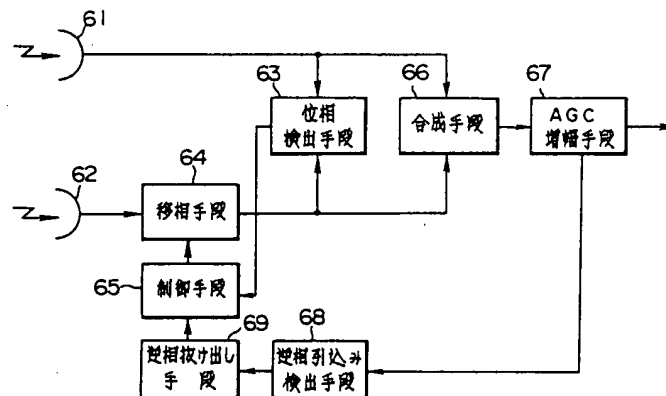 61
63
位相
検出手段
66
合成手段
67
AGC
増幅手段
62
64
移相手段
65
制御手段
69
逆相抜け出し
手段
68
逆相引込み
検出手段